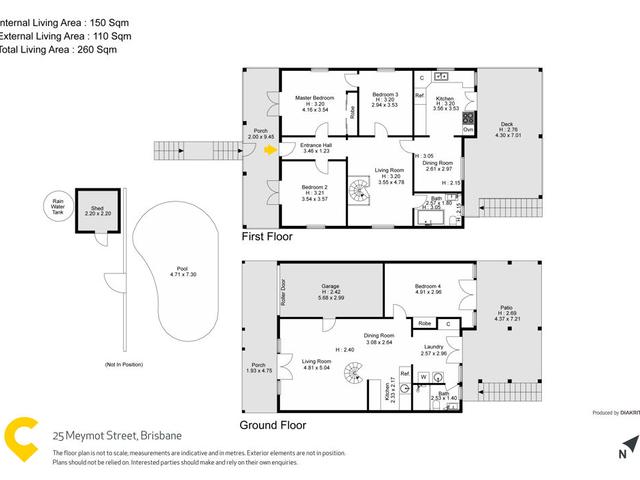 Internal Living Area : 150 Sqm
External Living Area : 110 Sqm
Total Living Area : 260 Sqm
Master Bedroom
H : 3.20
4.16 x 3.54
Robe
Bedroom 3
H : 3.20
2.94 x 3.53
C
Ref.
Kitchen
H : 3.20
3.56 x 3.53
Ovn
Deck
H : 2.76
4.30 x 7.01
Porch
2.00 x 9.45
Entrance Hall
3.46 x 1.23
H : 3.05
Dining Room
2.61 x 2.97
H : 2.15
Living Room
H : 3.20
3.55 x 4.78
Bedroom 2
H : 3.21
3.54 x 3.57
Bath
2.57 x 1.80
H : 3.05
H : 2.15
First Floor
Rain
Water
Tank
Shed
2.20 x 2.20
Pool
4.71 x 7.30
(Not In Position)
Roller Door
Garage
H : 2.42
5.68 x 2.99
Bedroom 4
4.91 x 2.96
Patio
H : 2.69
4.37 x 7.21
Robe
C
Dining Room
3.08 x 2.64
H : 2.40
Laundry
2.57 x 2.96
Porch
1.93 x 4.75
Living Room
4.81 x 5.04
Ref.
W
Kitchen
2.33 x 2.17
Bath
2.53 x 1.40
Ground Floor
Produced by DIAKRIT
25 Meymot Street, Brisbane
The floor plan is not to scale; measurements are indicative and in metres. Exterior elements are not in position.
Plans should not be relied on. Interested parties should make and rely on their own enquiries.
N